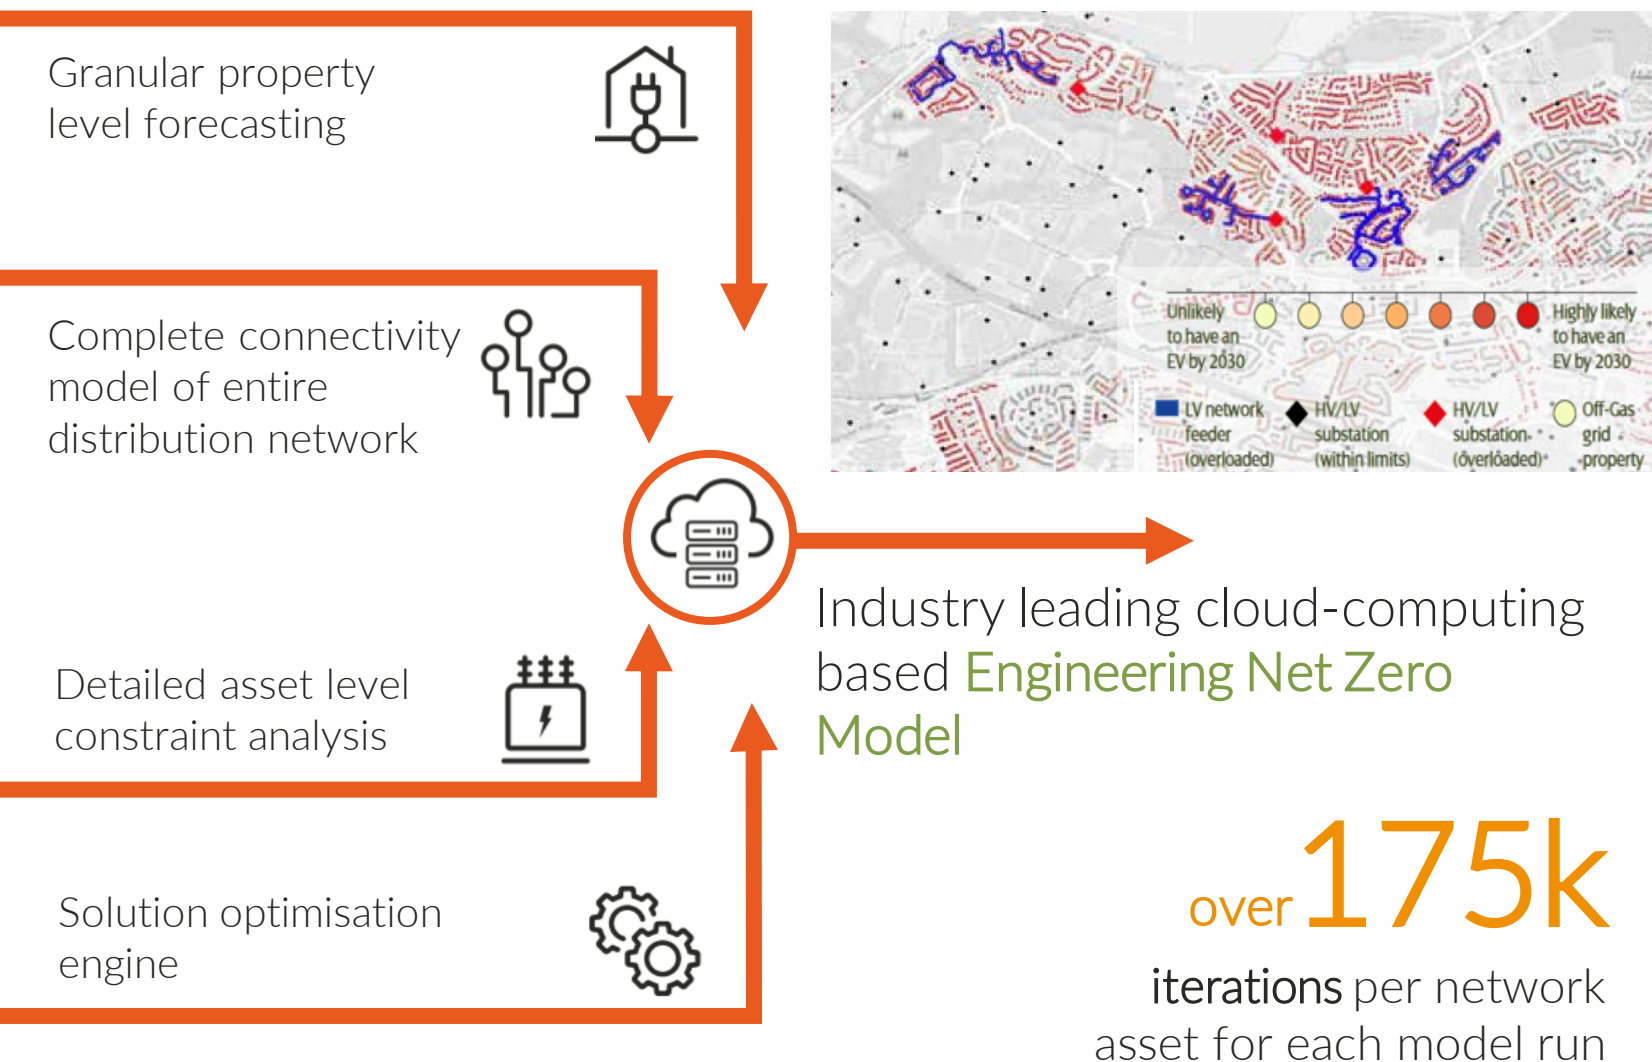 Granular property
level forecasting
Complete connectivity
model of entire
distribution network
Detailed asset level
constraint analysis
Solution optimisation
engine
Unlikely
to have an
EV by 2030
Highly likely
to have an
EV by 2030
LV network
feeder
(overloaded)
HV/LV
substation
(within limits)
HV/LV
substation
(overloaded)
Off-Gas
grid
property
Industry leading cloud-computing
based Engineering Net Zero
Model
over 175k
iterations per network
asset for each model run